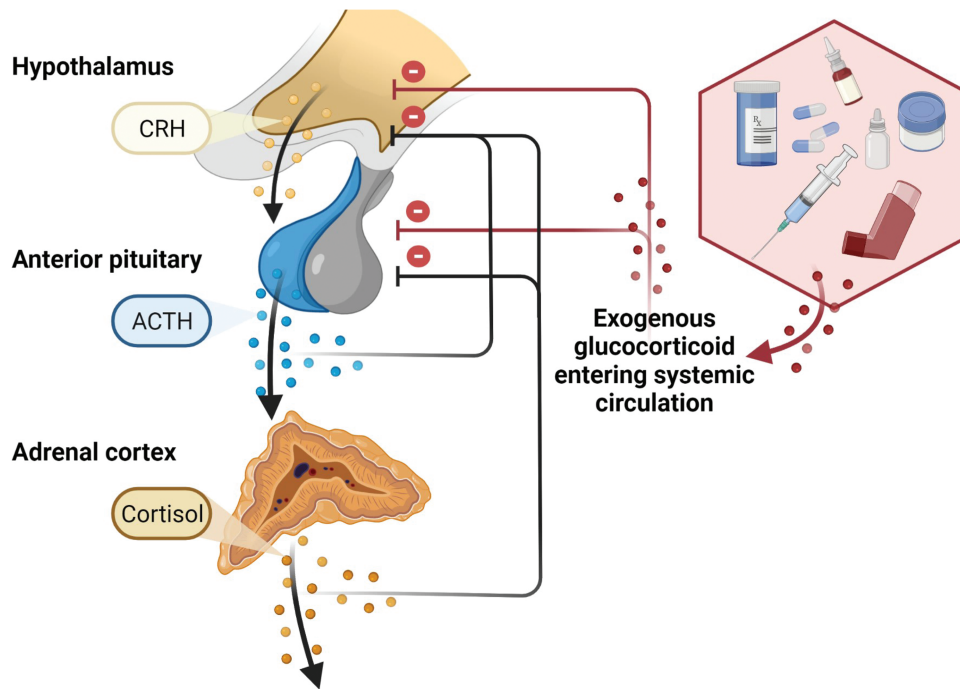 Hypothalamus
CRH
Anterior pituitary
ACTH
Adrenal cortex
Cortisol
Rx
Exogenous
glucocorticoid
entering systemic
circulation